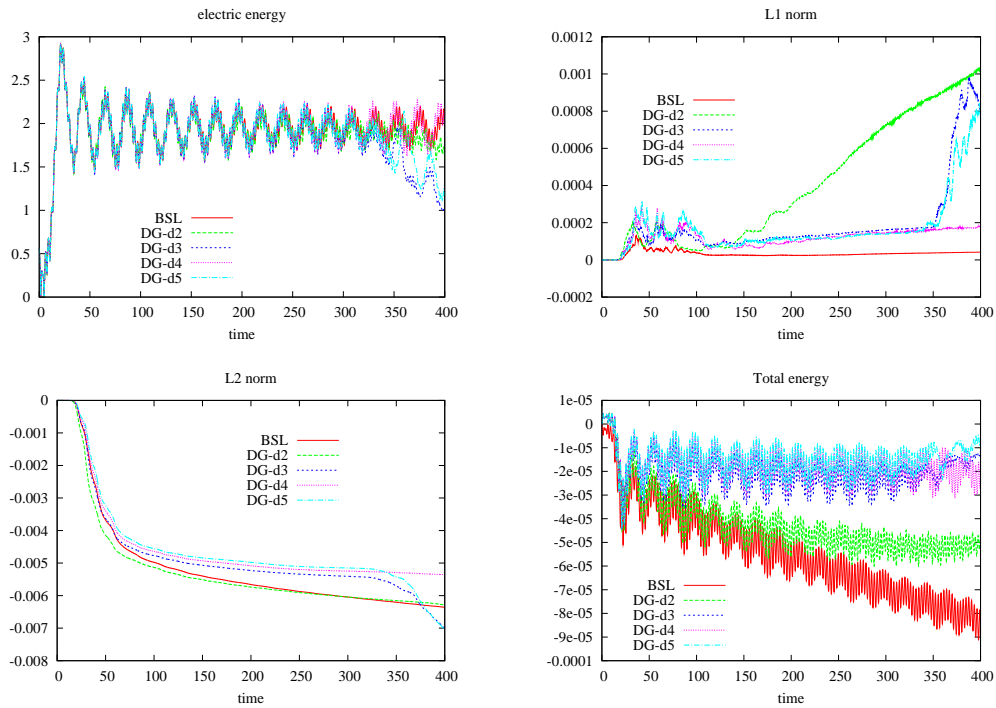 electric energy
3
2.5
2
1.5
1
0.5
0
BSL
DG-d2
DG-d3
DG-d4
DG-d5
0 50 100 150 200 250 300 350 400
time
L1 norm
0.0012
0.001
0.0008
0.0006
0.0004
0.0002
0
-0.0002
BSL
DG-d2
DG-d3
DG-d4
DG-d5
0 50 100 150 200 250 300 350 400
time
L2 norm
0
-0.001
-0.002
-0.003
-0.004
-0.005
-0.006
-0.007
-0.008
BSL
DG-d2
DG-d3
DG-d4
DG-d5
0 50 100 150 200 250 300 350 400
time
Total energy
1e-05
0
-1e-05
-2e-05
-3e-05
-4e-05
-5e-05
-6e-05
-7e-05
-8e-05
-9e-05
-0.0001
BSL
DG-d2
DG-d3
DG-d4
DG-d5
0 50 100 150 200 250 300 350 400
time